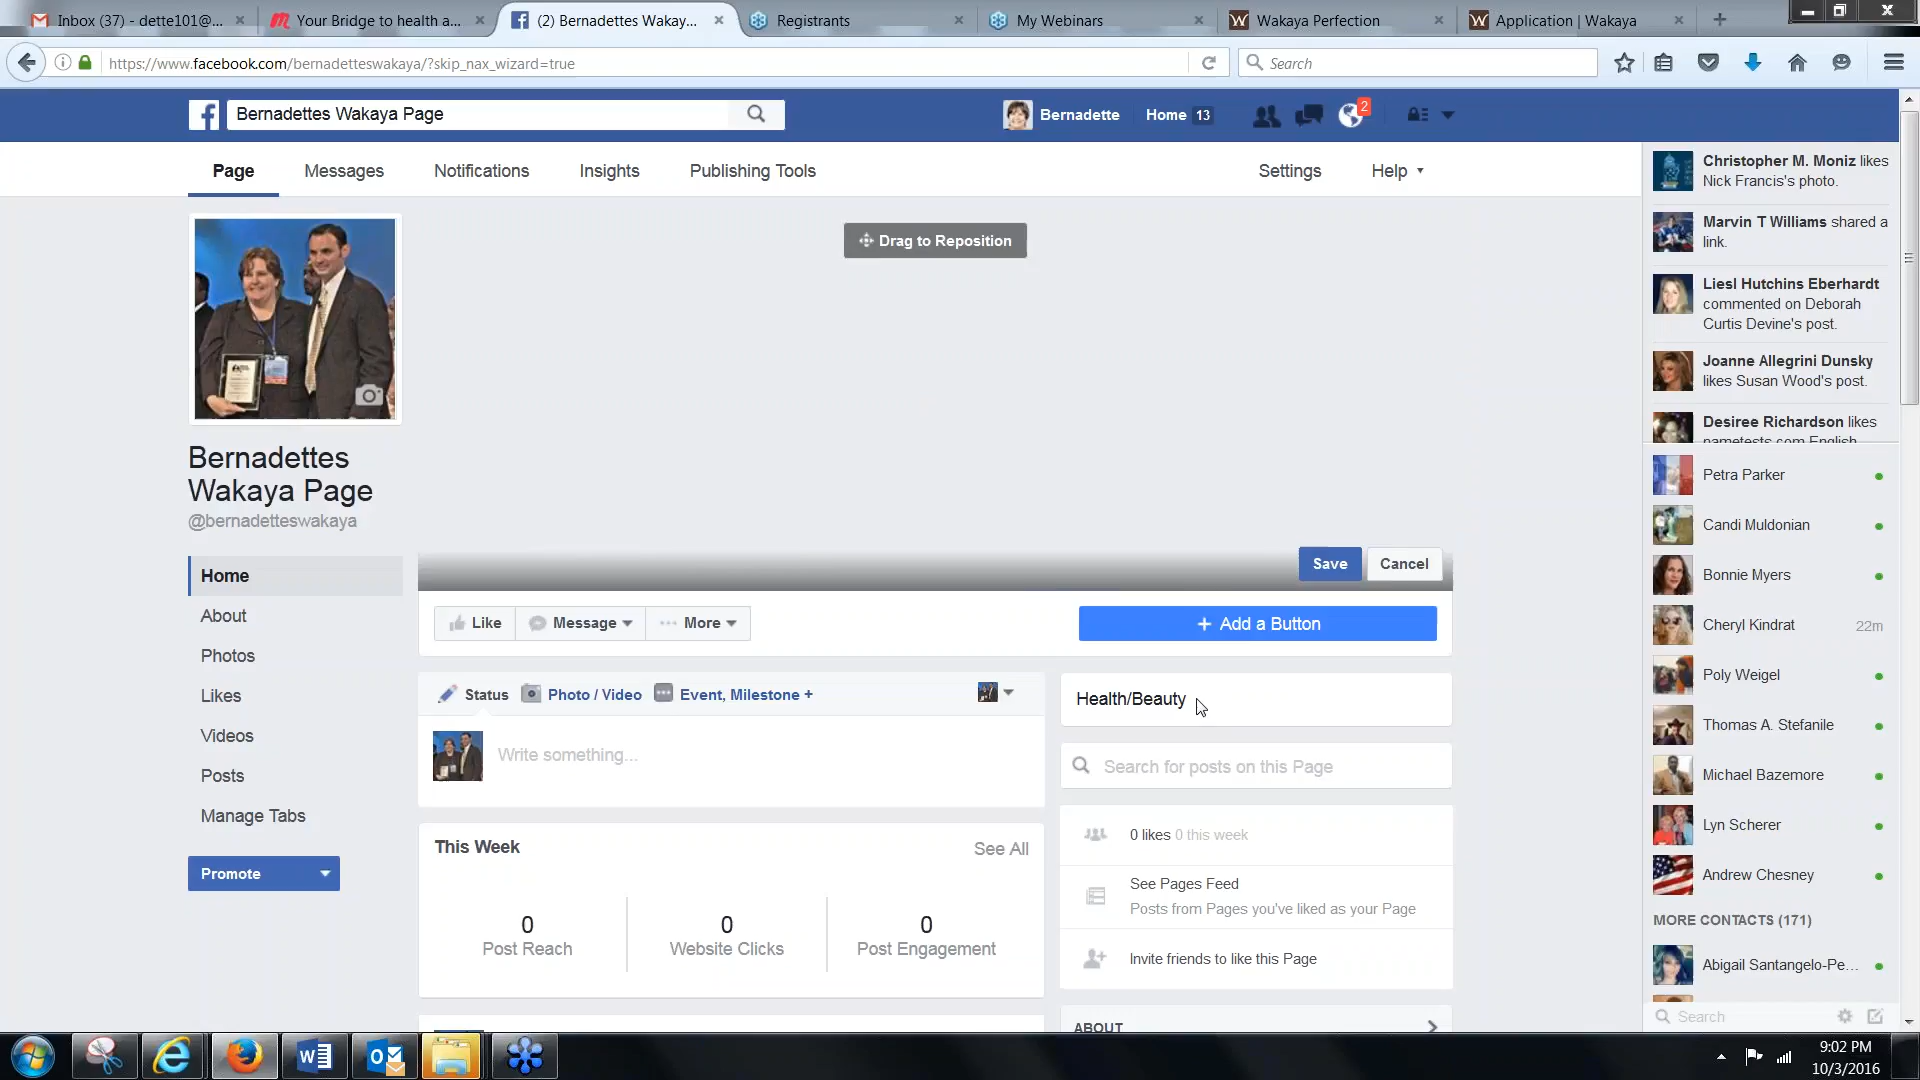 Inbox (37) - dette101@...
Your Bridge to health a...
(2) Bernadettes Wakay...
Registrants
My Webinars
Wakaya Perfection
Application | Wakaya
https://www.facebook.com/bernadetteswakaya/?skip_nax_wizard=true
Search
Bernadettes Wakaya Page
Bernadette
Home 13
2
Page
Messages
Notifications
Insights
Publishing Tools
Settings
Help
Drag to Reposition
Bernadettes
Wakaya Page
@bernadetteswakaya
Home
About
Photos
Likes
Videos
Posts
Manage Tabs
Promote
Save
Cancel
Like
Message
More
+ Add a Button
Status
Photo / Video
Event, Milestone +
Write something...
This Week
See All
0
Post Reach
0
Website Clicks
0
Post Engagement
Health/Beauty
Search for posts on this Page
0 likes 0 this week
See Pages Feed
Posts from Pages you've liked as your Page
Invite friends to like this Page
ABOUT
Christopher M. Moniz likes
Nick Francis's photo.
Marvin T Williams shared a
link.
Liesl Hutchins Eberhardt
commented on Deborah
Curtis Devine's post.
Joanne Allegrini Dunsky
likes Susan Wood's post.
Desiree Richardson likes
nametests.com English
Petra Parker
Candi Muldonian
Bonnie Myers
Cheryl Kindrat 22m
Poly Weigel
Thomas A. Stefanile
Michael Bazemore
Lyn Scherer
Andrew Chesney
MORE CONTACTS (171)
Abigail Santangelo-Pe...
Search
9:02 PM
10/3/2016